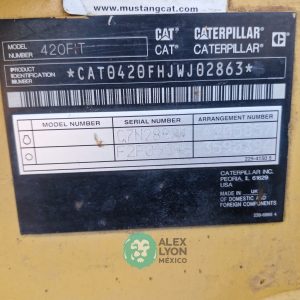 www.mustangcat.com
CAT® CATERPILLAR®
CAT® CATERPILLAR®
MODEL NUMBER 420F IT
PRODUCT IDENTIFICATION NUMBER *CAT0420FHJWJ02863*
MODEL NUMBER SERIAL NUMBER ARRANGEMENT NUMBER
CATERPILLAR INC.
PEORIA, IL 61629
USA
MADE IN UK
OF DOMESTIC AND
FOREIGN COMPONENTS
ALEX
LYON
MÉXICO